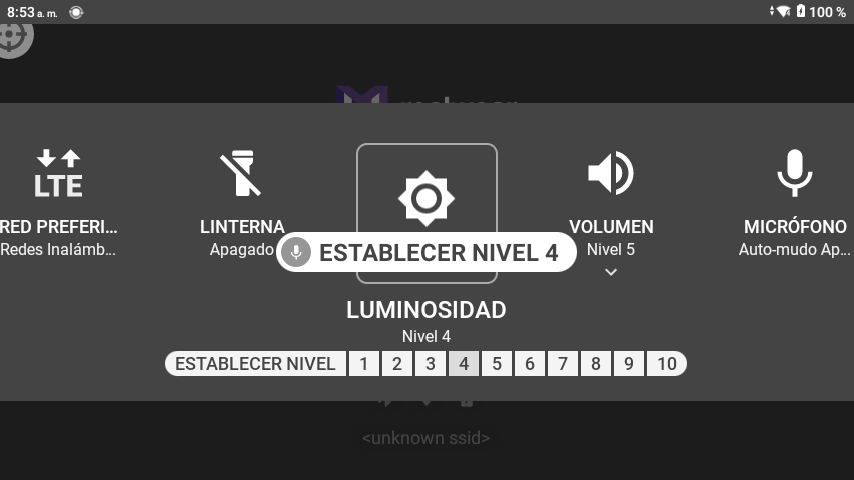 8:53 a. m.
100 %
LTE
RED PREFERI...
Redes Inalámb...
LINTERNA
Apagado
ESTABLECER NIVEL 4
VOLUMEN
Nivel 5
MICRÓFONO
Auto-mudo Ap...
LUMINOSIDAD
Nivel 4
ESTABLECER NIVEL 1 2 3 4 5 6 7 8 9 10
<unknown ssid>